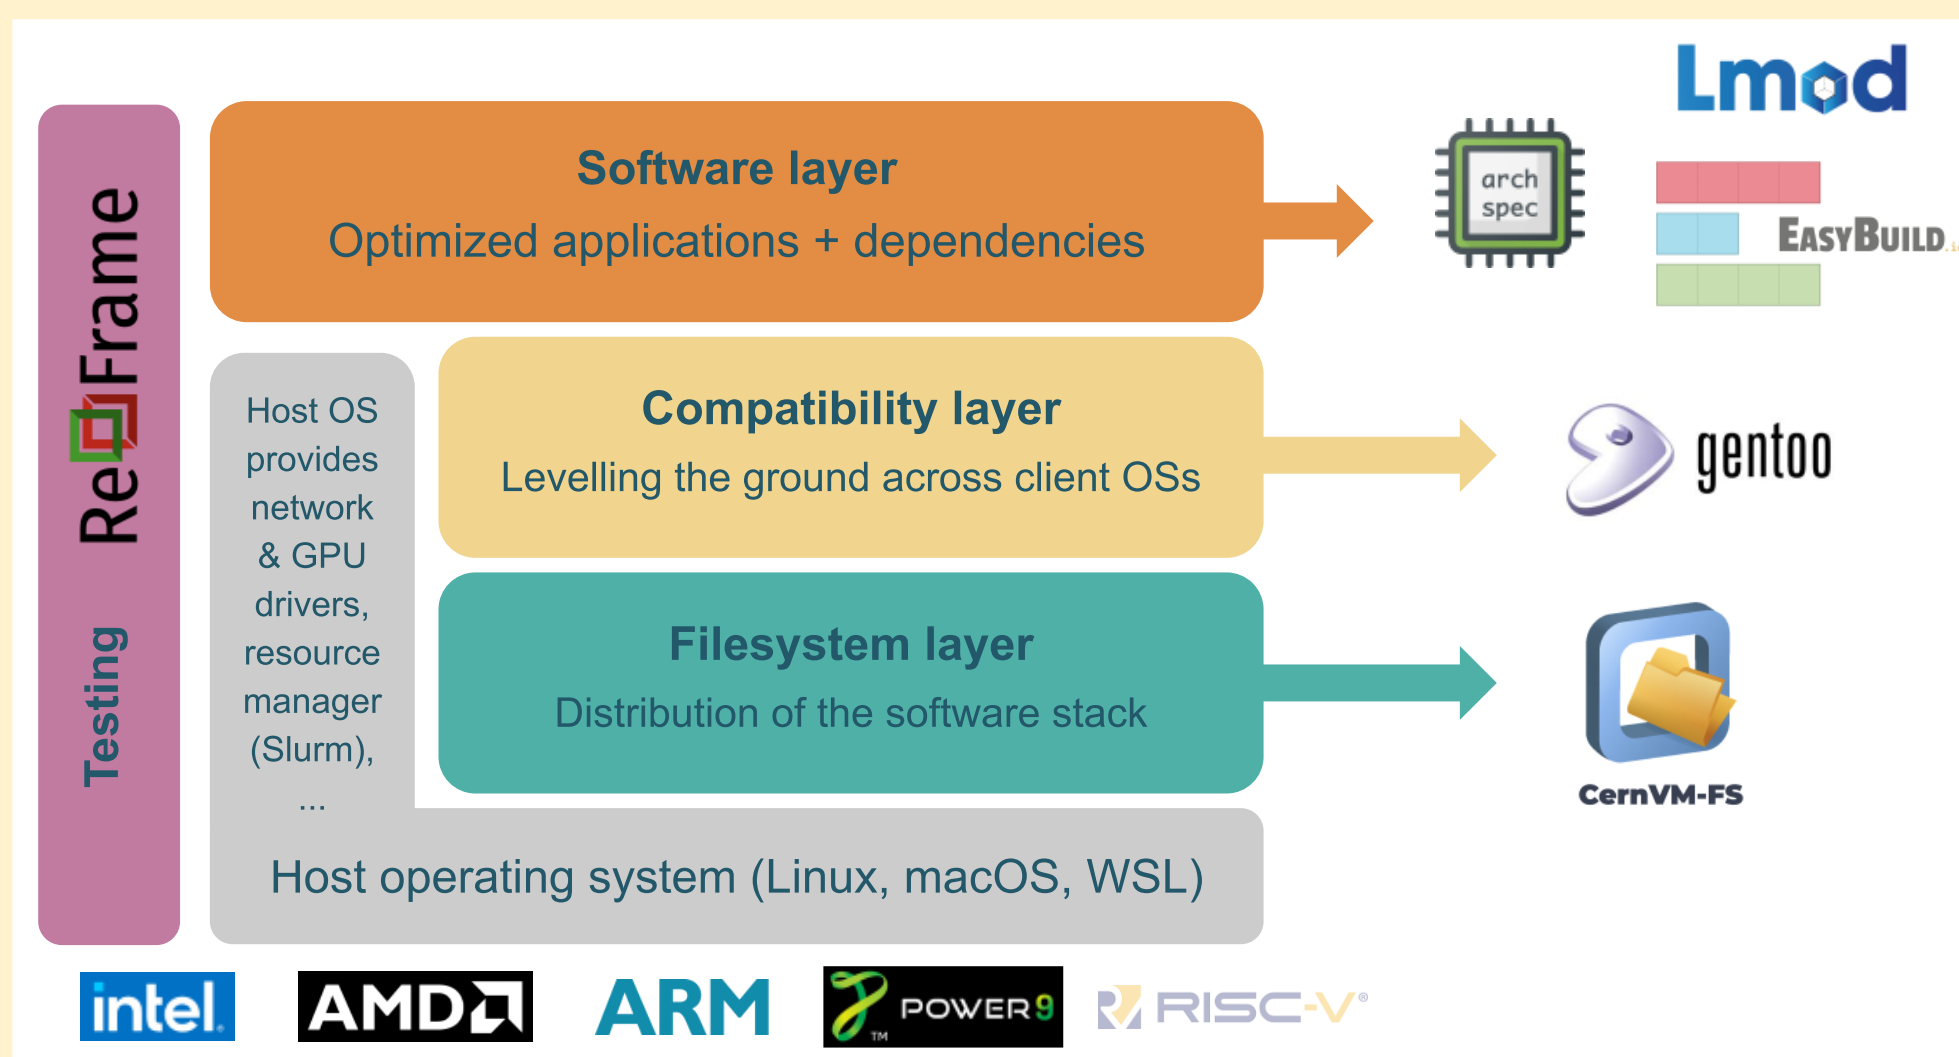 Lmod
Software layer
Optimized applications + dependencies
arch
spec
EASYBUILD
ReFrame
Testing
Host OS
provides
network
& GPU
drivers,
resource
manager
(Slurm),
...
Compatibility layer
Levelling the ground across client OSs
gentoo
Filesystem layer
Distribution of the software stack
CernVM-FS
Host operating system (Linux, macOS, WSL)
intel.
AMD
ARM
POWER9
TM
RISC-V®